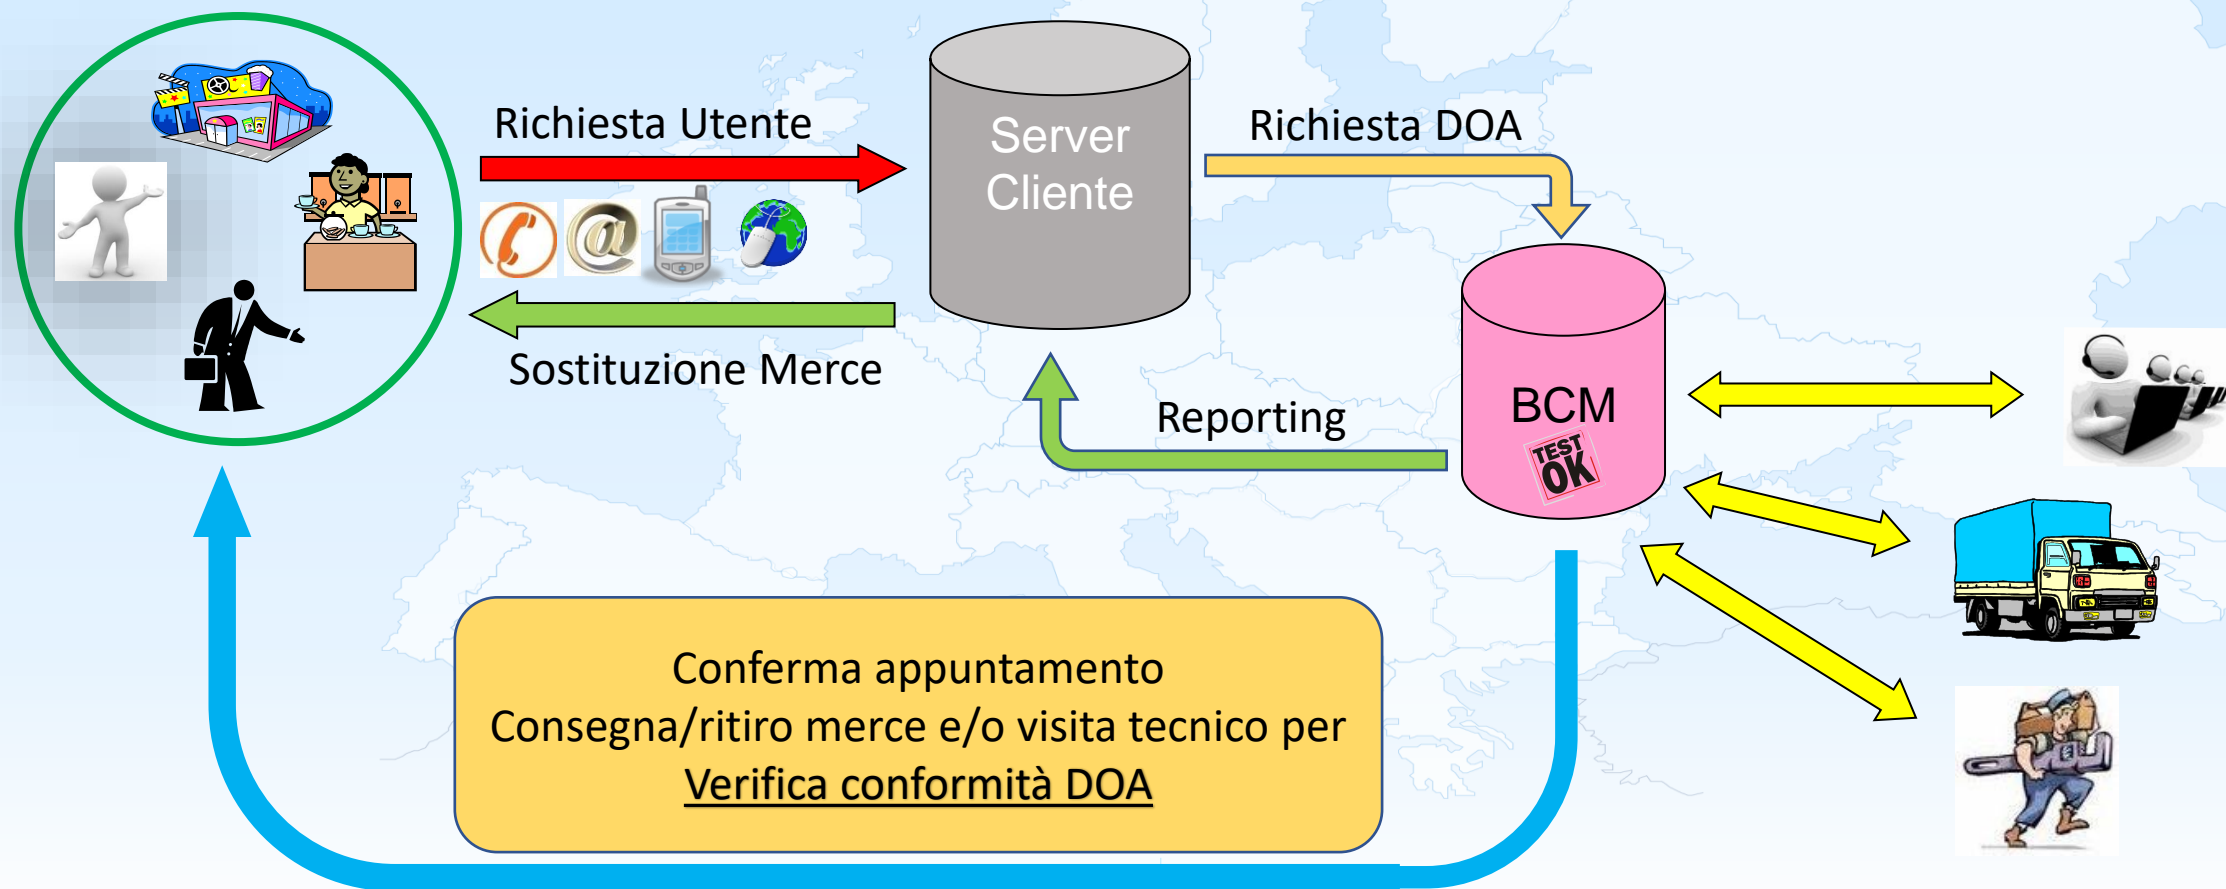 Richiesta Utente
Server
Cliente
Richiesta DOA
Sostituzione Merce
Reporting
BCM
TEST
OK
Conferma appuntamento
Consegna/ritiro merce e/o visita tecnico per
Verifica conformità DOA